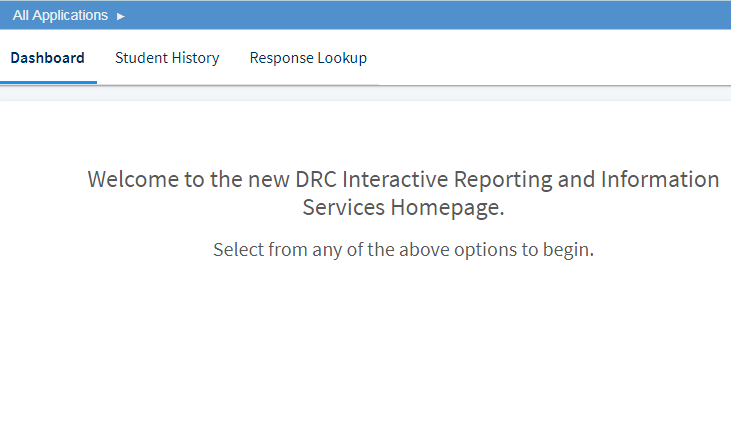 All Applications ►
Dashboard Student History Response Lookup
Welcome to the new DRC Interactive Reporting and Information
Services Homepage.
Select from any of the above options to begin.